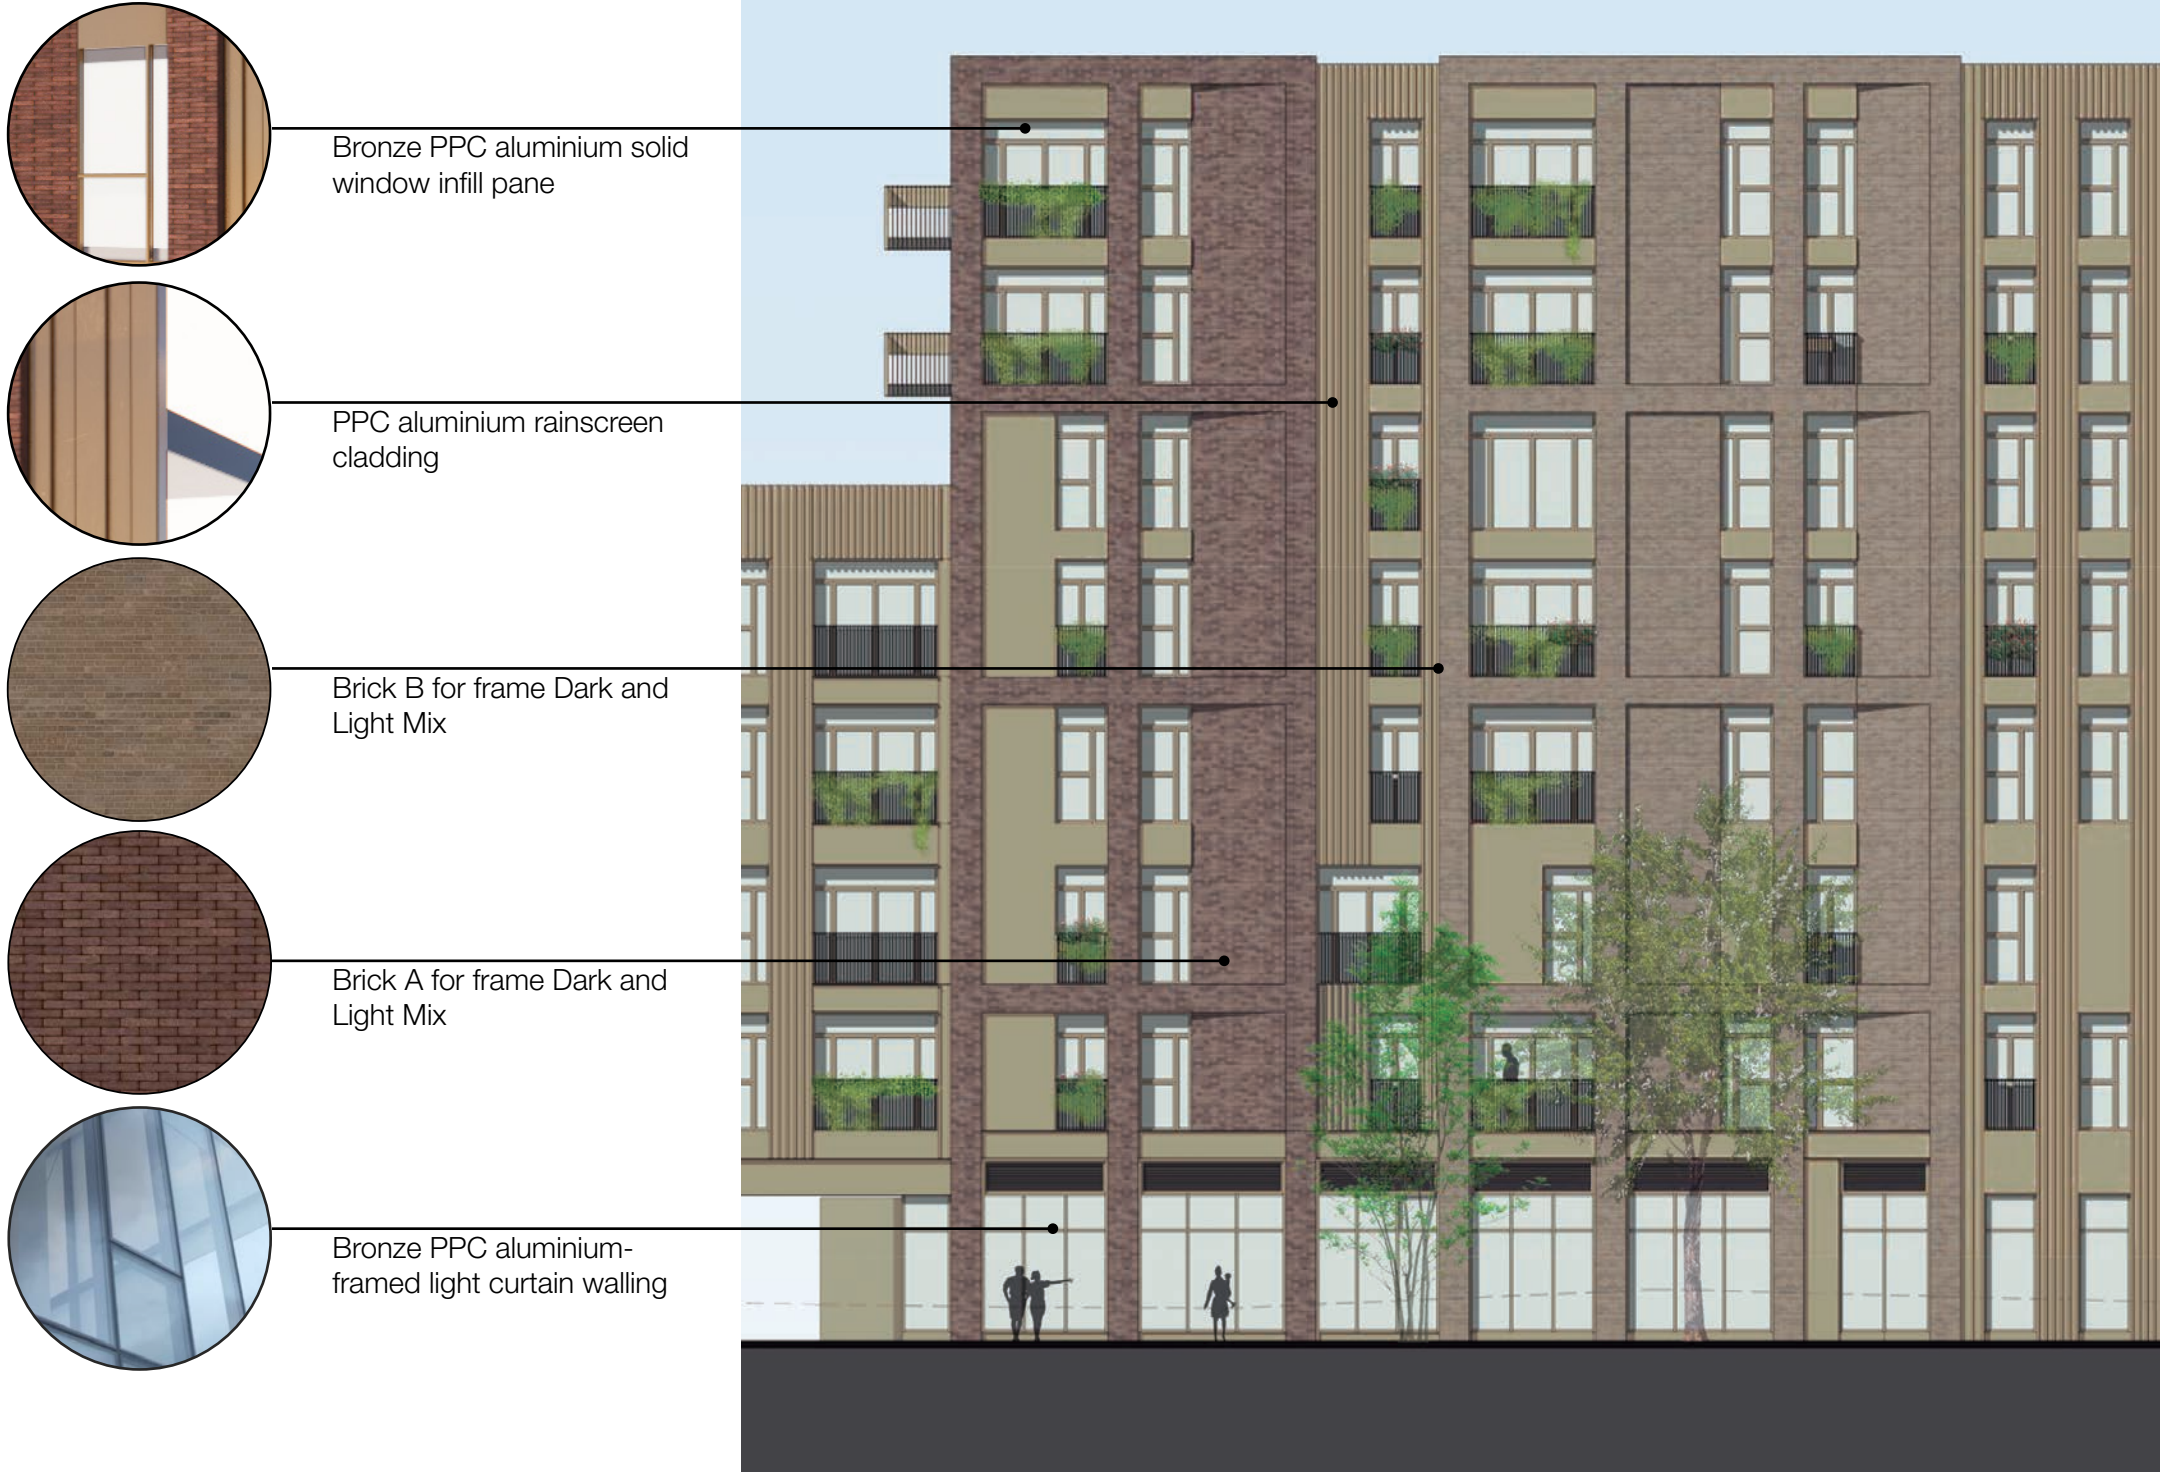 Bronze PPC aluminium solid
window infill pane
PPC aluminium rainscreen
cladding
Brick B for frame Dark and
Light Mix
Brick A for frame Dark and
Light Mix
Bronze PPC aluminium-
framed light curtain walling